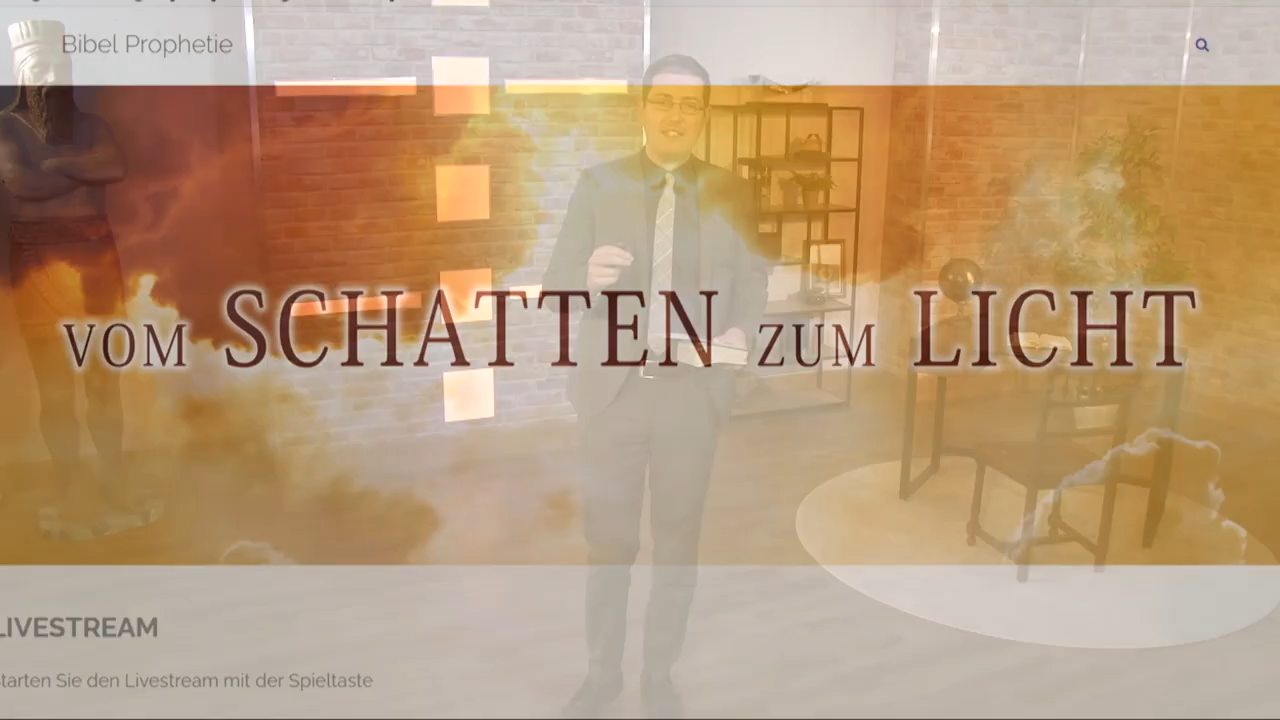 Bibel Prophetie
VOM SCHATTEN ZUM LICHT
LIVESTREAM
tarten Sie den Livestream mit der Spieltaste